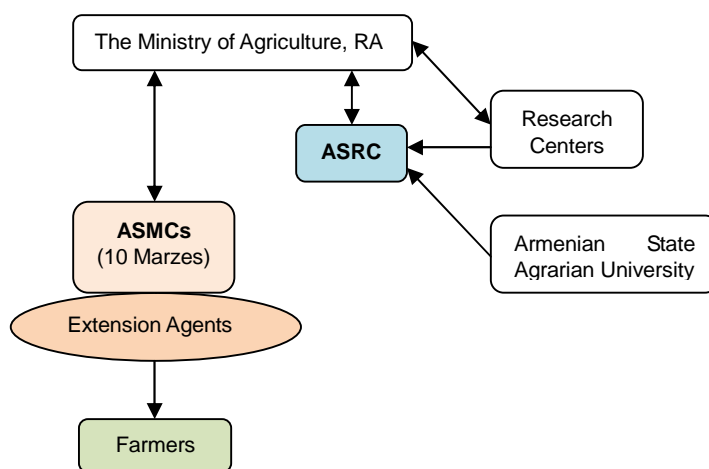 The Ministry of Agriculture, RA
Research
Centers
ASRC
ASMCs
(10 Marzes)
Armenian State
Agrarian University
Extension Agents
Farmers